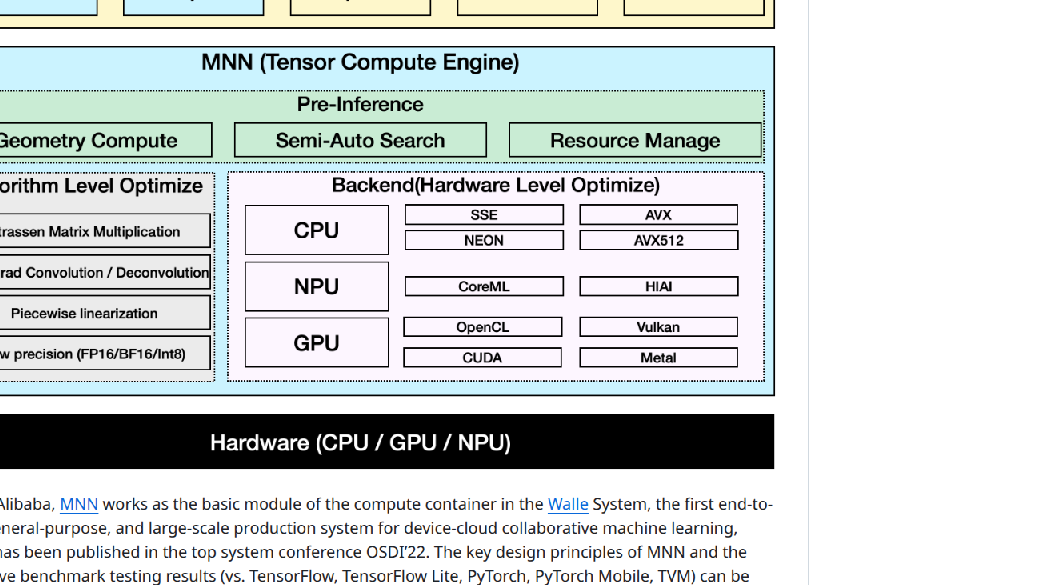 MNN (Tensor Compute Engine)
Pre-Inference
Geometry Compute
Semi-Auto Search
Resource Manage
orithm Level Optimize
trassen Matrix Multiplication
rad Convolution / Deconvolution
Piecewise linearization
w precision (FP16/BF16/Int8)
Backend(Hardware Level Optimize)
CPU
SSE
AVX
NEON
AVX512
NPU
CoreML
HIAI
GPU
OpenCL
Vulkan
CUDA
Metal
Hardware (CPU / GPU / NPU)
Alibaba, MNN works as the basic module of the compute container in the Walle System, the first end-to-
eneral-purpose, and large-scale production system for device-cloud collaborative machine learning,
has been published in the top system conference OSDI'22. The key design principles of MNN and the
ve benchmark testing results (vs. TensorFlow, TensorFlow Lite, PyTorch, PyTorch Mobile, TVM) can be